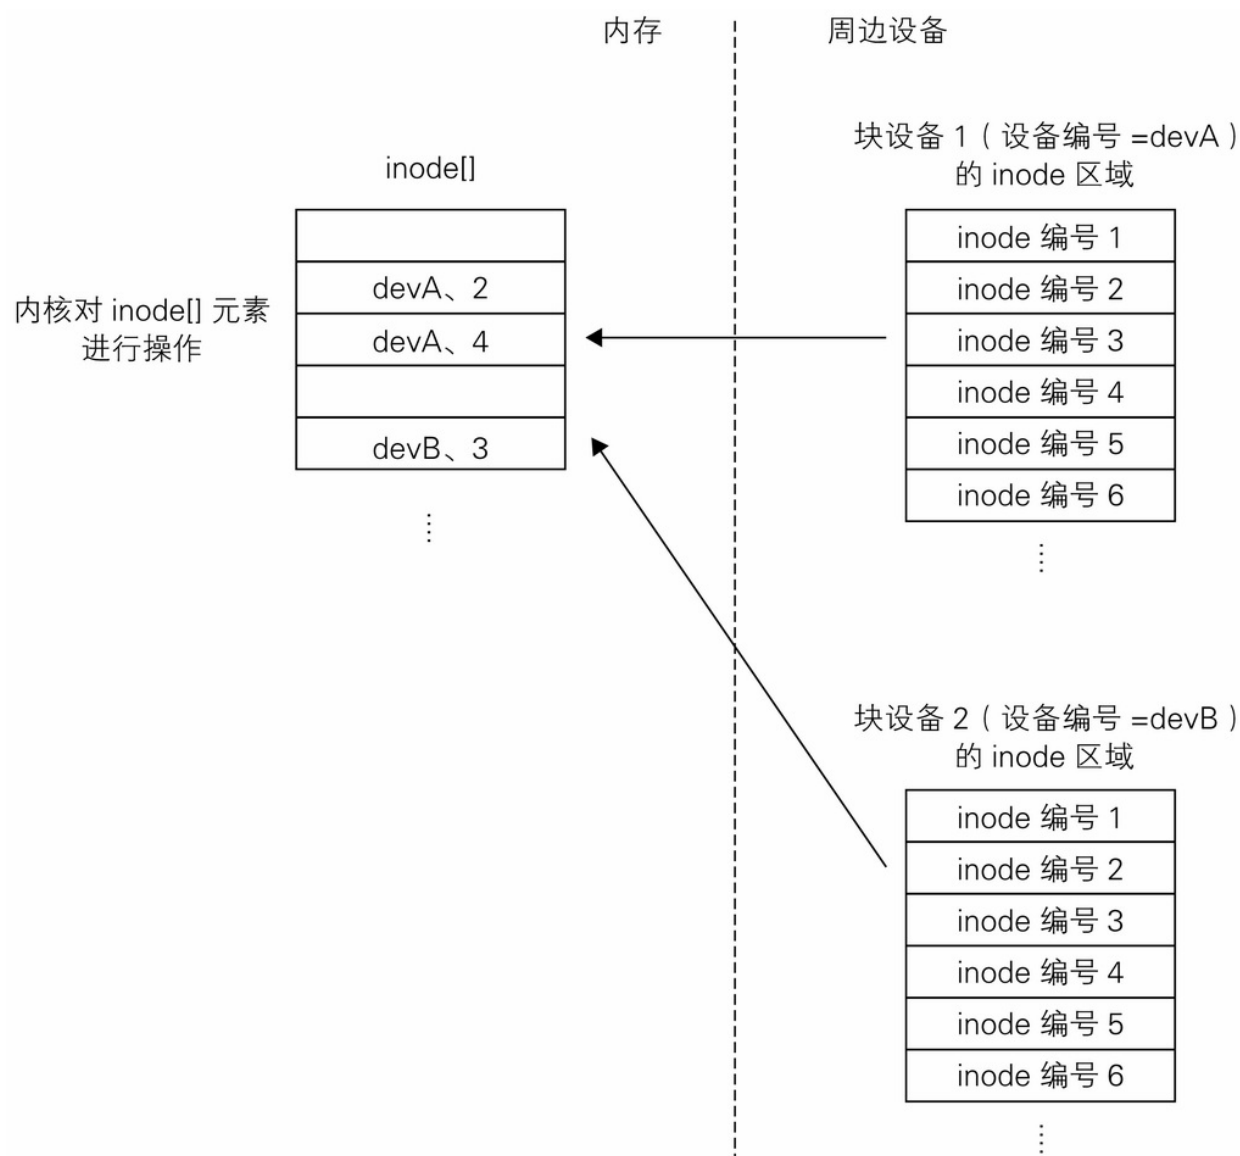 内存
周边设备
inode[]
内核对 inode[] 元素
进行操作
devA、2
devA、4
devB、3
⋮
块设备 1（设备编号 =devA）
的 inode 区域
inode 编号 1
inode 编号 2
inode 编号 3
inode 编号 4
inode 编号 5
inode 编号 6
⋮
块设备 2（设备编号 =devB）
的 inode 区域
inode 编号 1
inode 编号 2
inode 编号 3
inode 编号 4
inode 编号 5
inode 编号 6
⋮